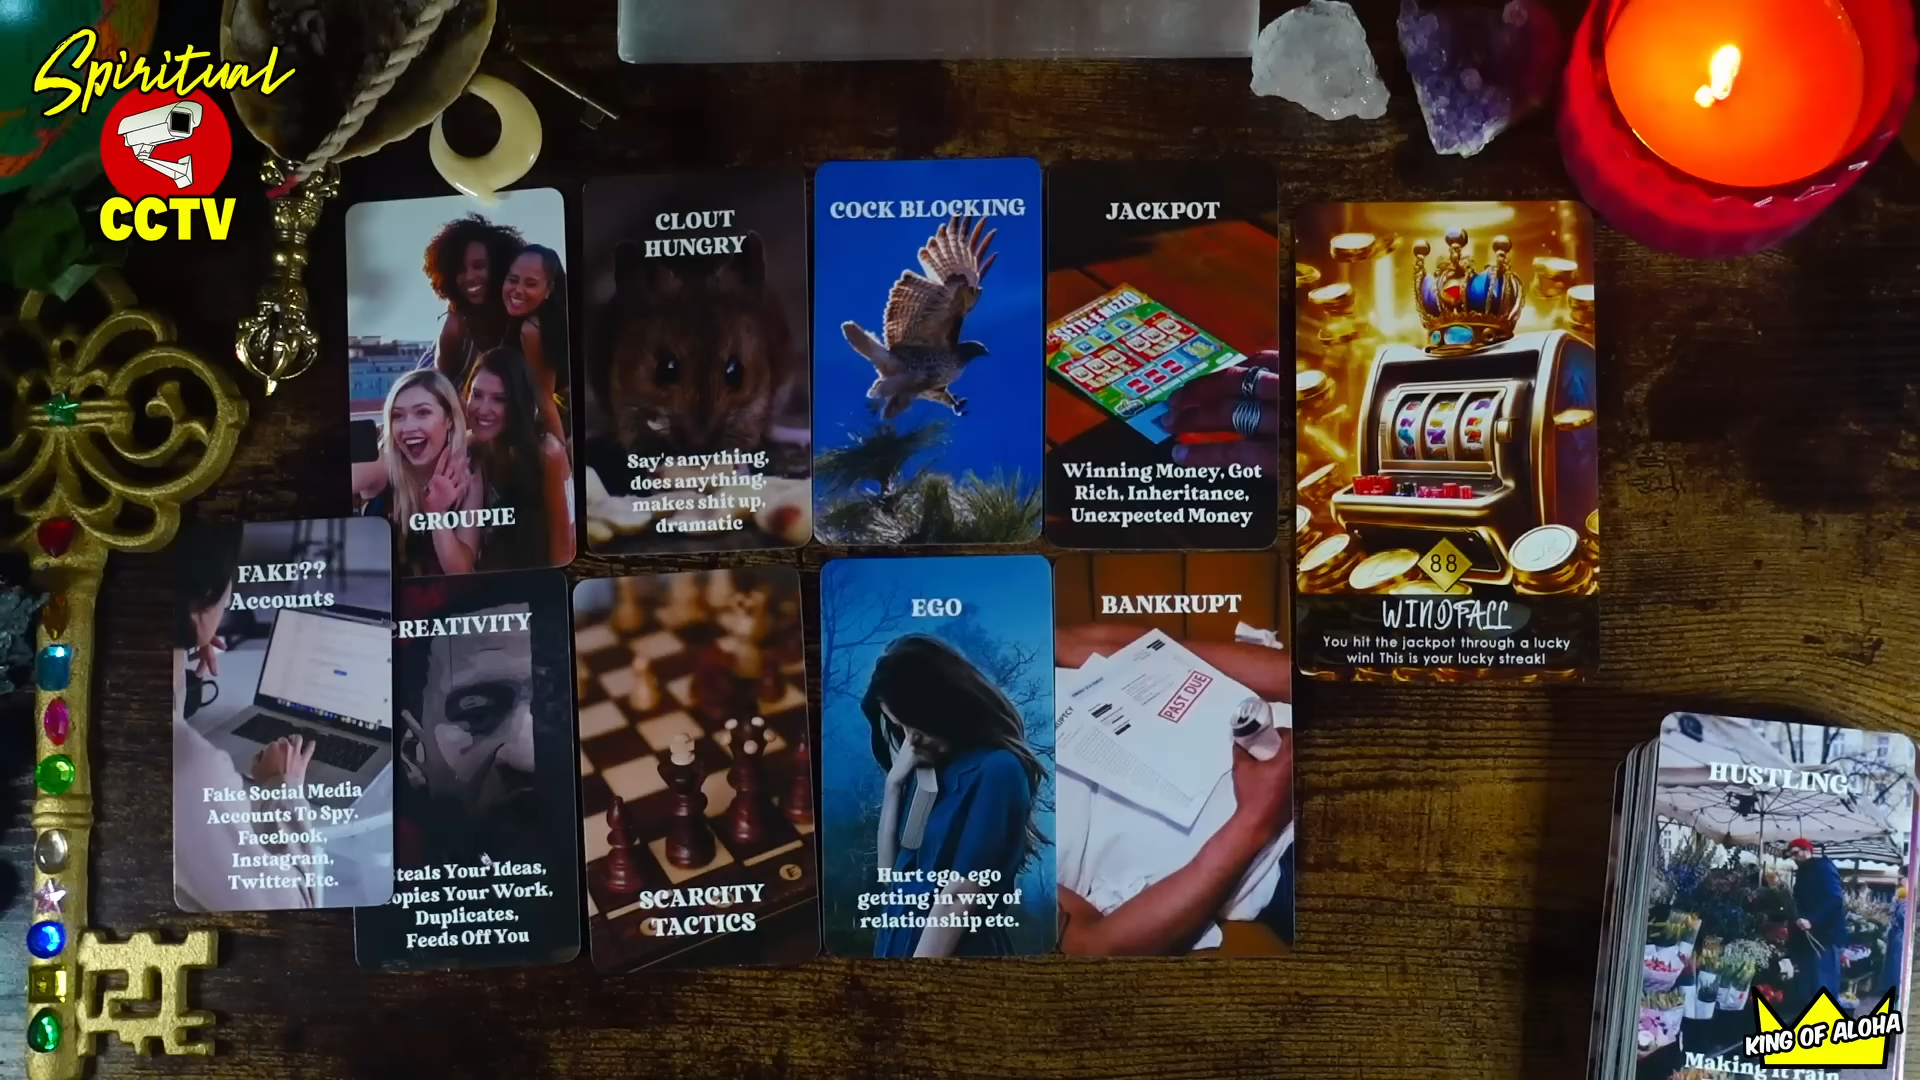 Spiritual
CCTV
GROUPIE
CLOUT
HUNGRY
Say's anything,
does anything,
makes shit up,
dramatic
COCK BLOCKING
JACKPOT
Winning Money, Got
Rich, Inheritance,
Unexpected Money
88
WINDFALL
You hit the jackpot through a lucky
win! This is your lucky streak!
FAKE??
Accounts
Fake Social Media
Accounts To Spy.
Facebook,
Instagram,
Twitter Etc.
REATIVITY
teals Your Ideas,
opies Your Work,
Duplicates,
Feeds Off You
SCARCITY
TACTICS
EGO
Hurt ego, ego
getting in way of
relationship etc.
BANKRUPT
PAST DUE
HUSTLING
Making it rain
KING OF ALOHA